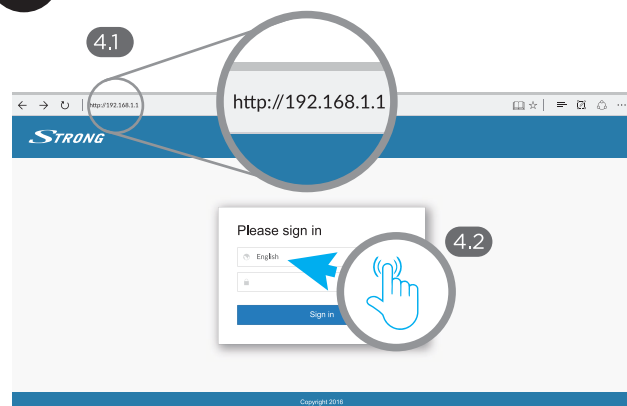 4.1
http://192.168.1.1
http://192.168.1.1
STRONG
Please sign in
English
4.2
Sign in
Copyright 2016